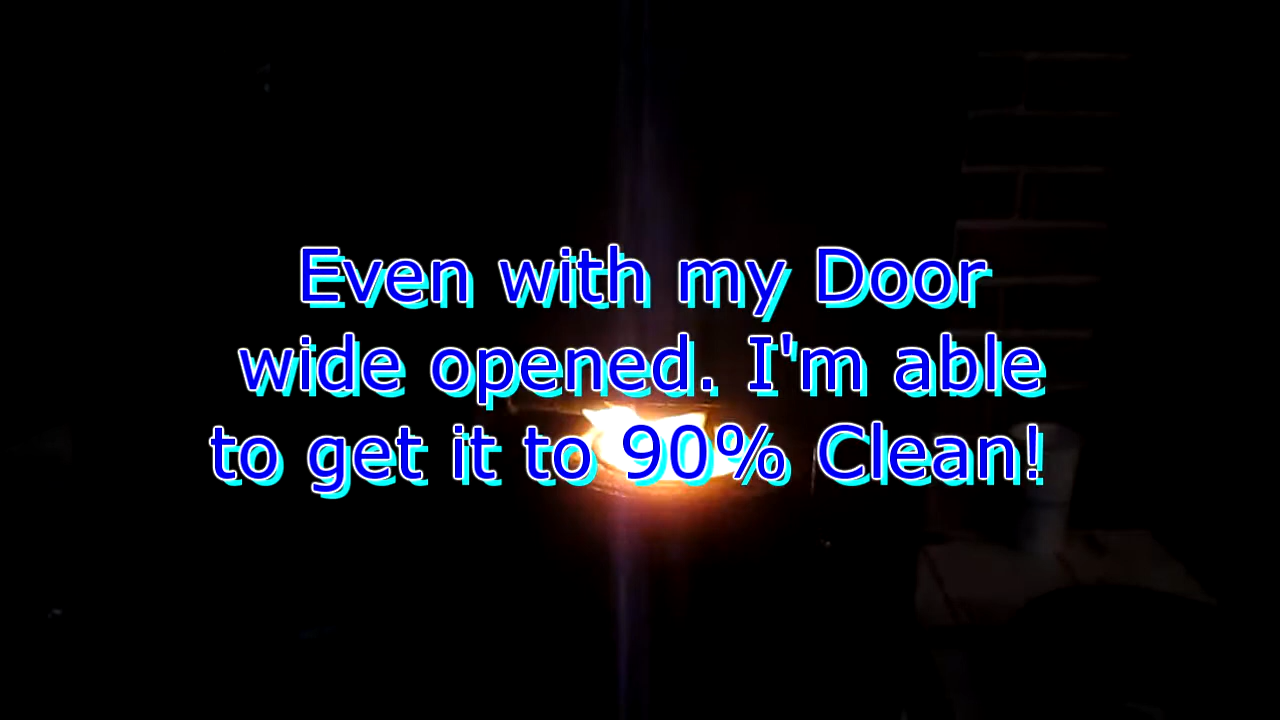 Even with my Door
wide opened. I'm able
to get it to 90% Clean!